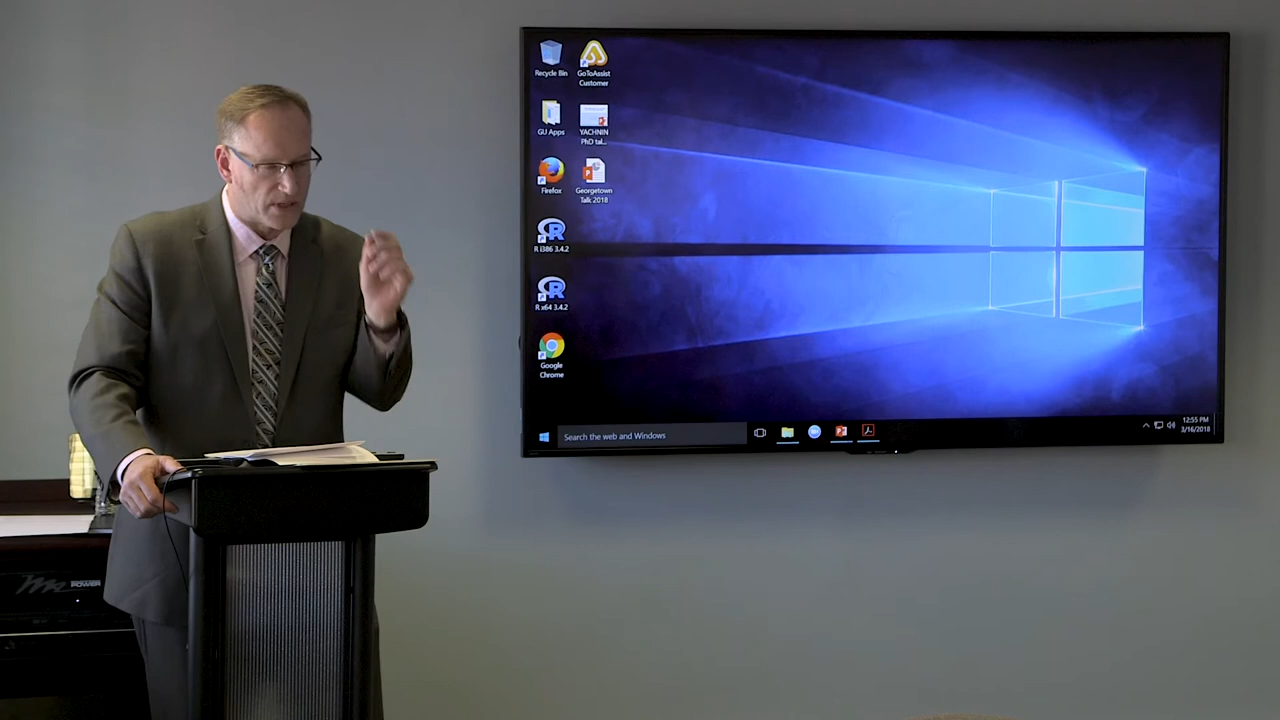 Recycle Bin
GoToAssist
Customer
GU Apps
YACHNIN
PhD tal...
Firefox
Georgetown
Talk 2018
R i386 3.4.2
R x64 3.4.2
Google
Chrome
Search the web and Windows
12:55 PM
3/16/2018
POWER